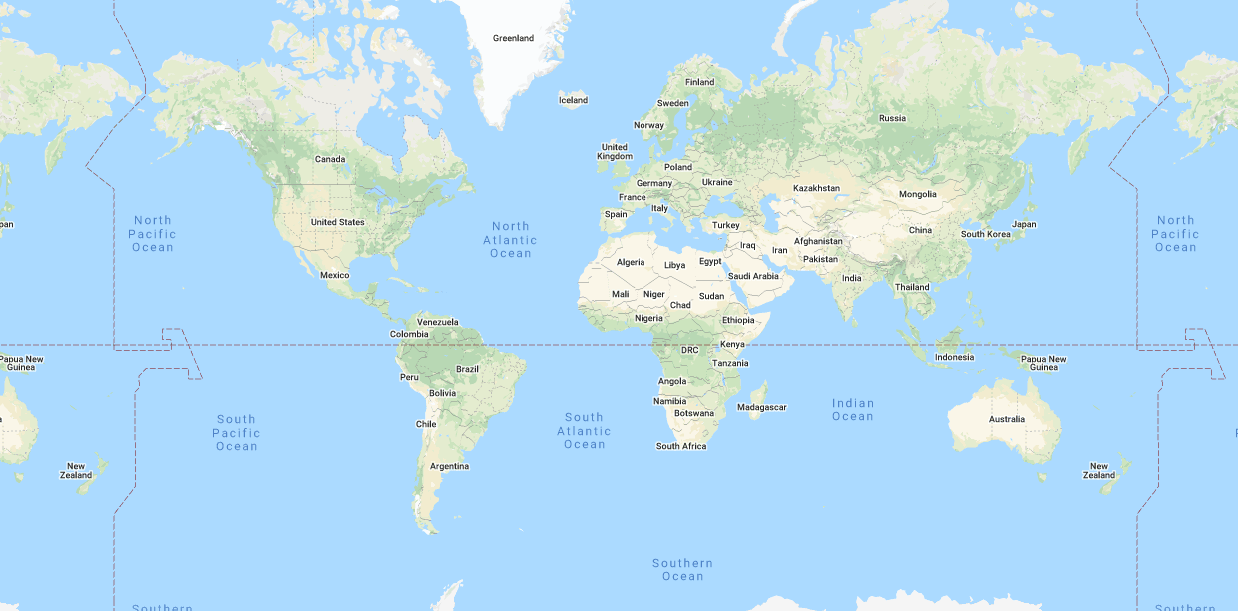 Greenland
Finland
Iceland
Sweden
Russia
Norway
United
Kingdom
Canada
Poland
Germany
Ukraine
Kazakhstan
Mongolia
France
Italy
Spain
United States
North
Pacific
Ocean
North
Atlantic
Ocean
Turkey
Japan
South Korea
China
North
Pacific
Ocean
pan
Iraq
Iran
Afghanistan
Pakistan
Algeria
Libya
Egypt
Mexico
Saudi Arabia
India
Thailand
Mali
Niger
Chad
Sudan
Nigeria
Ethiopia
Venezuela
Colombia
Kenya
DRC
Indonesia
Papua New
Guinea
Papua New
Guinea
Tanzania
Brazil
Peru
Angola
Bolivia
Namibia
Botswana
Madagascar
Indian
Ocean
Chile
South
Pacific
Ocean
South
Atlantic
Ocean
Australia
South Africa
Argentina
New
Zealand
New
Zealand
Southern
Ocean
Southern
Southern